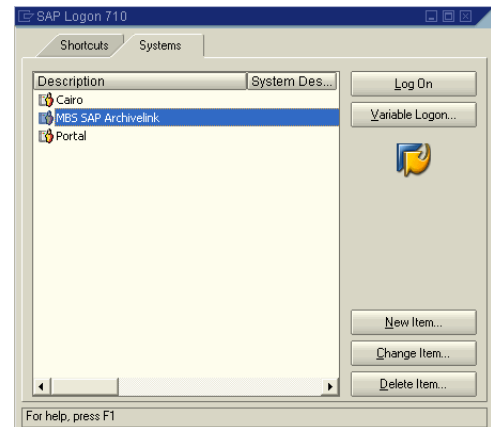 SAP Logon 710
Shortcuts Systems
Description System Des...
Cairo
MBS SAP Archivelink
Portal
Log On
Variable Logon...
New Item...
Change Item...
Delete Item...
For help, press F1